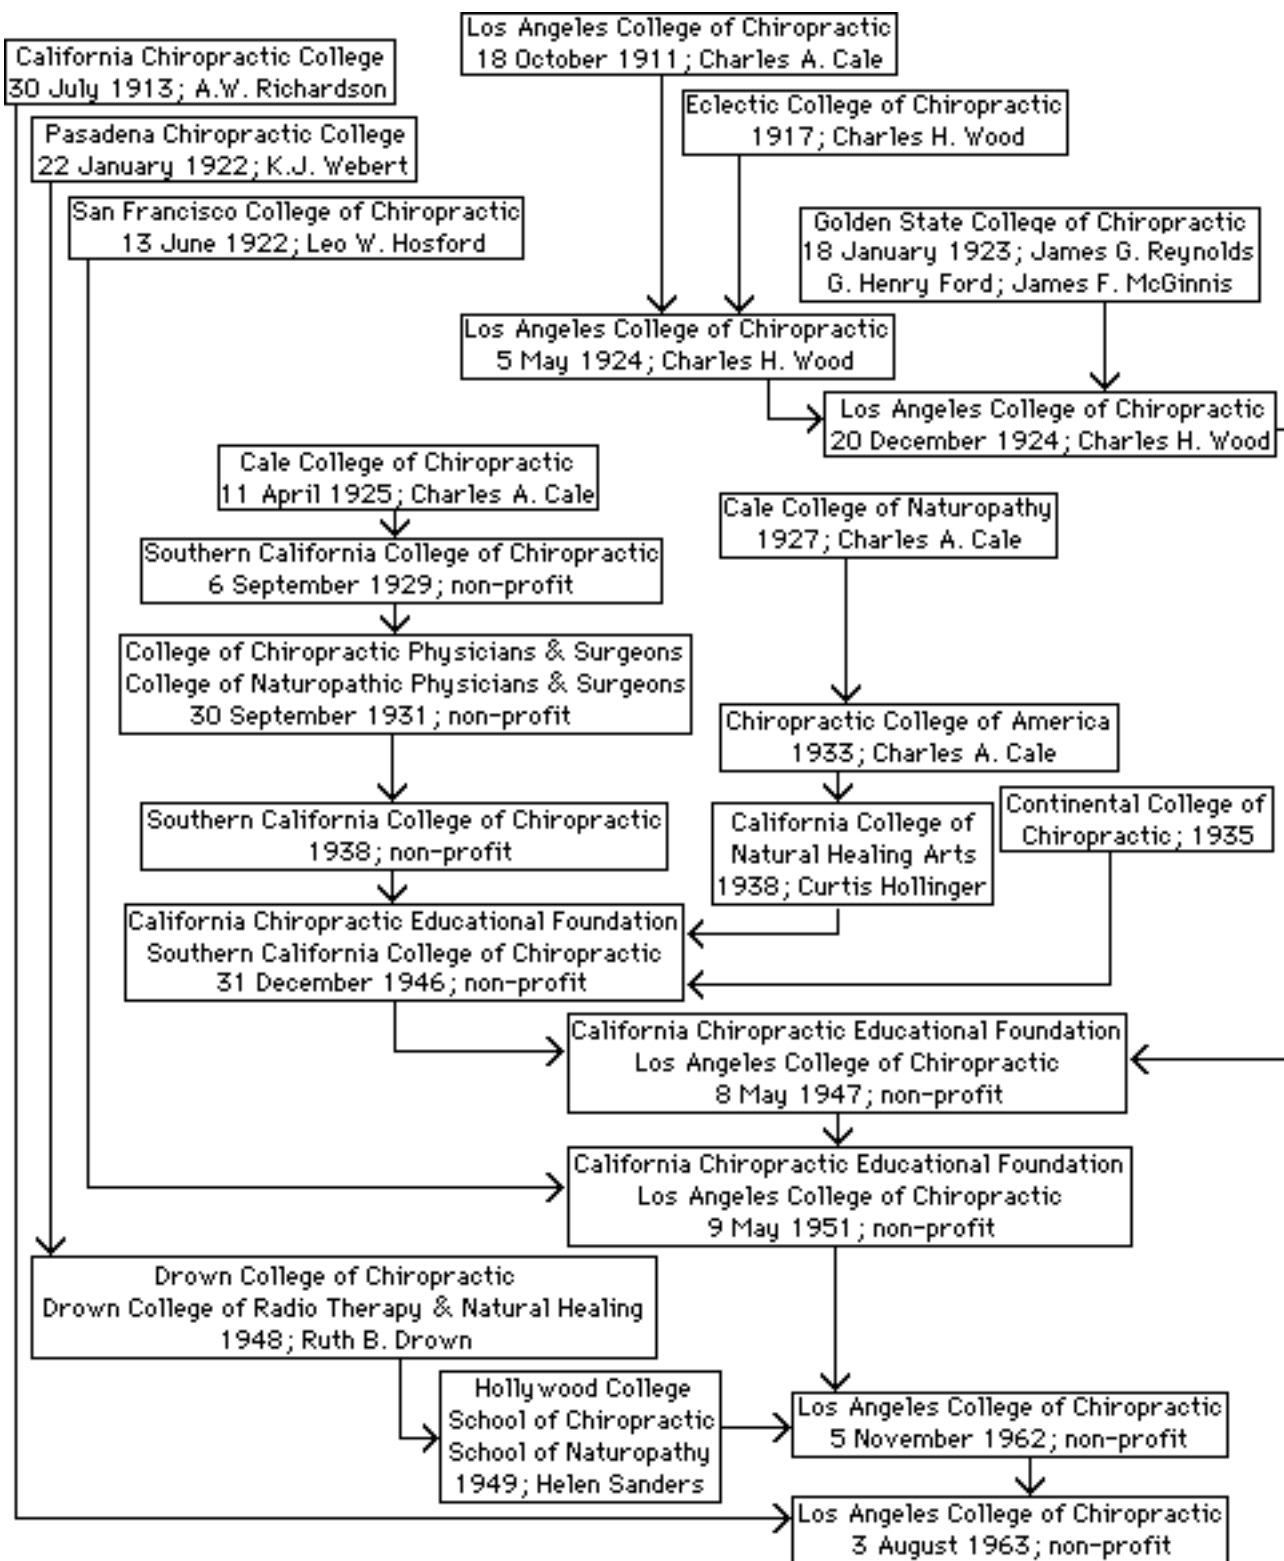 Los Angeles College of Chiropractic
18 October 1911; Charles A. Cale
California Chiropractic College
30 July 1913; A.W. Richardson
Eclectic College of Chiropractic
1917; Charles H. Wood
Pasadena Chiropractic College
22 January 1922; K.J. Webert
San Francisco College of Chiropractic
13 June 1922; Leo W. Hosford
Golden State College of Chiropractic
18 January 1923; James G. Reynolds
G. Henry Ford; James F. McGinnis
Los Angeles College of Chiropractic
5 May 1924; Charles H. Wood
Los Angeles College of Chiropractic
20 December 1924; Charles H. Wood
Cale College of Chiropractic
11 April 1925; Charles A. Cale
Cale College of Naturopathy
1927; Charles A. Cale
Southern California College of Chiropractic
6 September 1929; non-profit
College of Chiropractic Physicians & Surgeons
College of Naturopathic Physicians & Surgeons
30 September 1931; non-profit
Chiropractic College of America
1933; Charles A. Cale
Continental College of
Chiropractic; 1935
Southern California College of Chiropractic
1938; non-profit
California College of
Natural Healing Arts
1938; Curtis Hollinger
California Chiropractic Educational Foundation
Southern California College of Chiropractic
31 December 1946; non-profit
California Chiropractic Educational Foundation
Los Angeles College of Chiropractic
8 May 1947; non-profit
California Chiropractic Educational Foundation
Los Angeles College of Chiropractic
9 May 1951; non-profit
Drown College of Chiropractic
Drown College of Radio Therapy & Natural Healing
1948; Ruth B. Drown
Hollywood College
School of Chiropractic
School of Naturopathy
1949; Helen Sanders
Los Angeles College of Chiropractic
5 November 1962; non-profit
Los Angeles College of Chiropractic
3 August 1963; non-profit